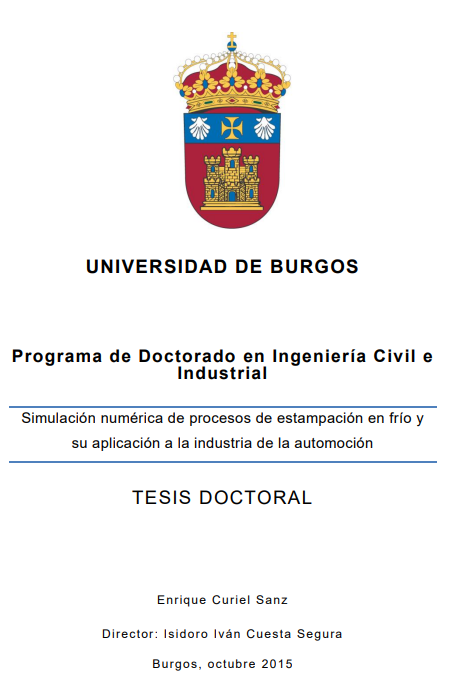 UNIVERSIDAD DE BURGOS
Programa de Doctorado en Ingeniería Civil e
Industrial
Simulación numérica de procesos de estampación en frío y
su aplicación a la industria de la automoción
TESIS DOCTORAL
Enrique Curiel Sanz
Director: Isidoro Iván Cuesta Segura
Burgos, octubre 2015